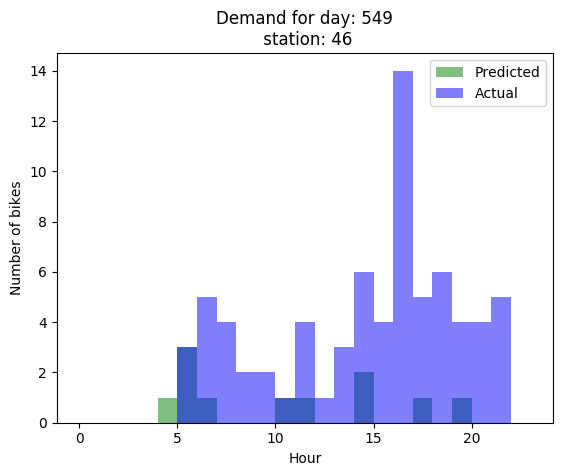 Demand for day: 549
station: 46
Predicted
Actual
Number of bikes
14
12
10
8
6
4
2
0
0 5 10 15 20
Hour